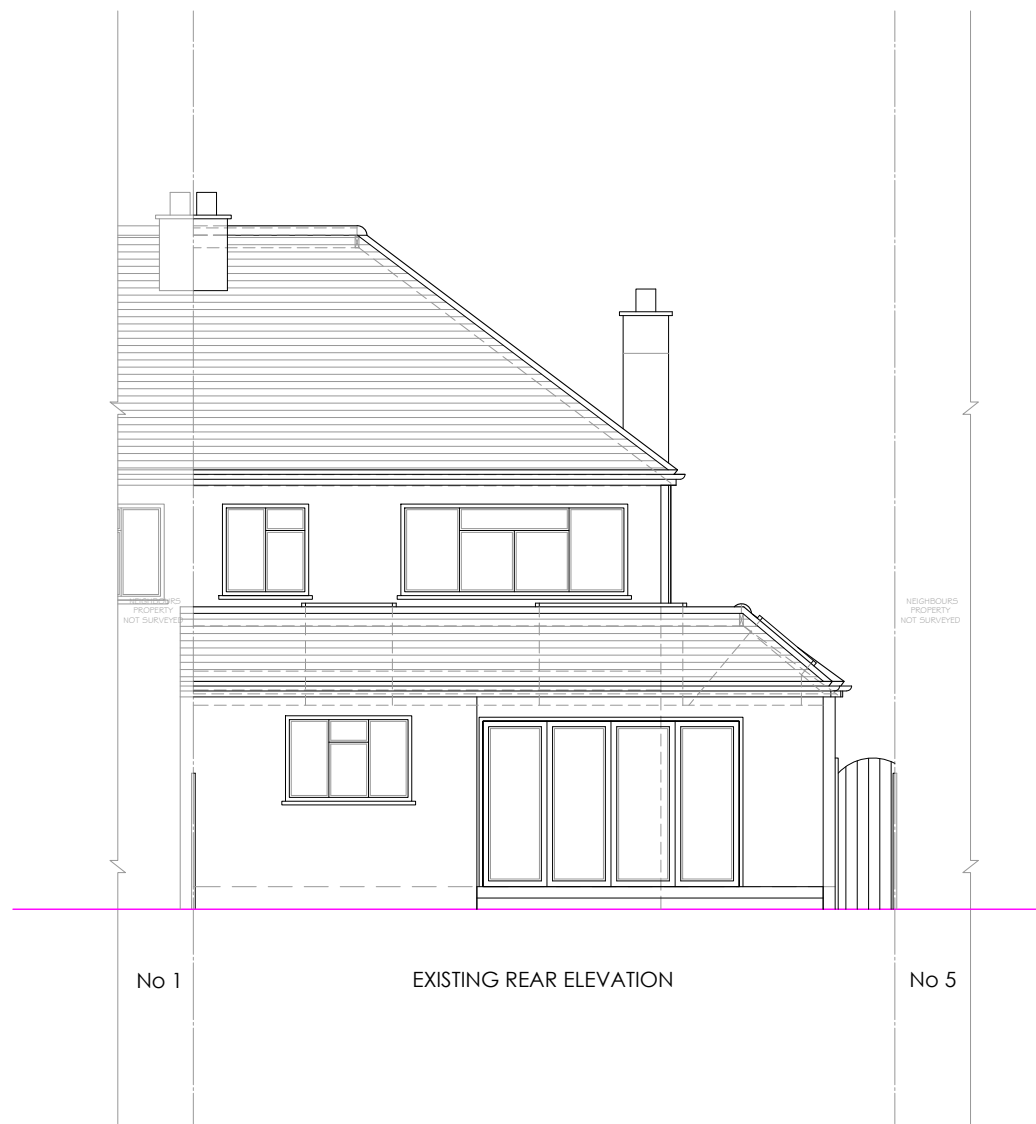 NEIGHBOURS
PROPERTY
NOT SURVEYED
NEIGHBOURS
PROPERTY
NOT SURVEYED
No 1
EXISTING REAR ELEVATION
No 5